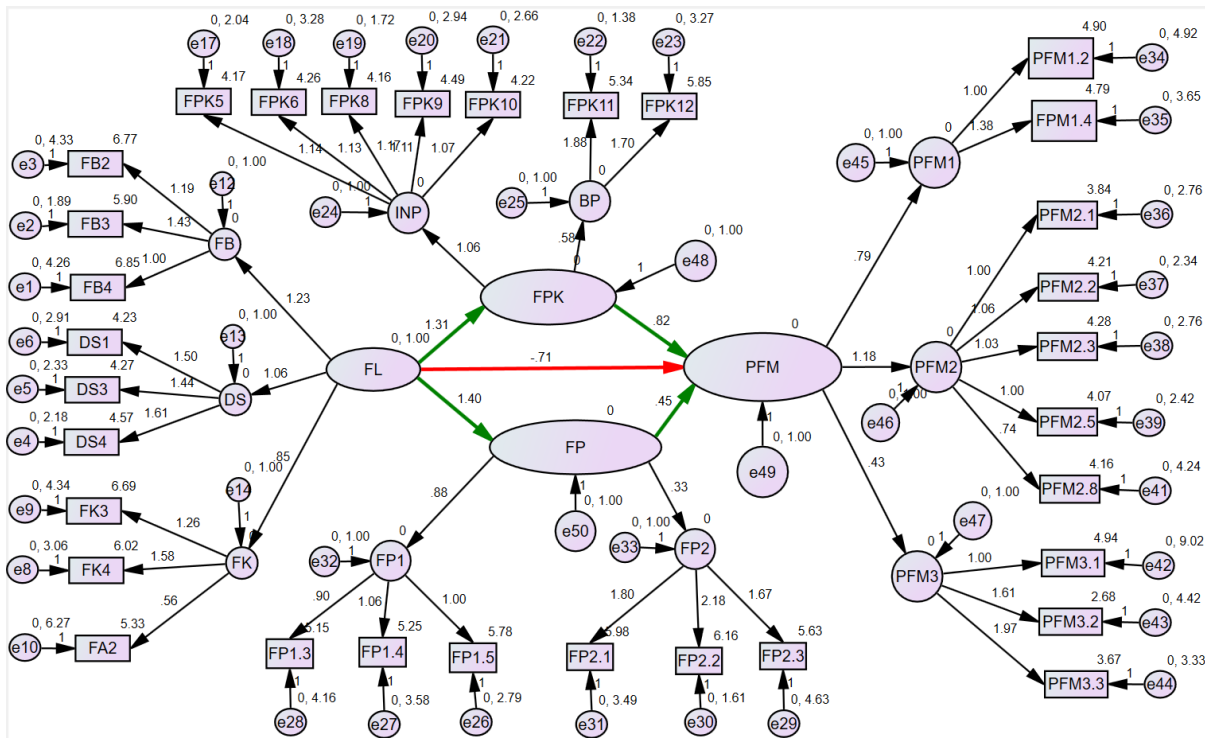 0, 2.04
0, 3.28
0, 1.72
0, 2.94
0, 2.66
0, 1.38
0, 3.27
e17
e18
e19
e20
e21
e22
e23
1
1
1
1
1
1
1
4.17
4.26
4.16
4.49
4.22
5.34
5.85
FPK5
FPK6
FPK8
FPK9
FPK10
FPK11
FPK12
1.14
1.13
1.11
1.07
1.88
1.70
4.90
0, 4.92
PFM1.2
1
e34
4.79
0, 3.65
FPM1.4
1
e35
1.00
1.38
0, 1.00
e45
1
0
PFM1
0, 4.33
e3
1
6.77
FB2
0, 1.89
e2
1
5.90
FB3
0, 4.26
e1
1
6.85
FB4
1.19
1.43
1.00
0, 1.00
e12
1
0
FB
0, 1.00
e24
1
0
INP
0, 1.00
e25
1
0
BP
1.06
.58
0
FPK
0, 1.00
e48
1
3.84
0, 2.76
PFM2.1
1
e36
4.21
0, 2.34
PFM2.2
1
e37
4.28
0, 2.76
PFM2.3
1
e38
4.07
0, 2.42
PFM2.5
1
e39
4.16
0, 4.24
PFM2.8
1
e41
1.00
1.06
1.03
1.00
.74
.79
1.23
0, 2.91
e6
1
4.23
DS1
0, 2.33
e5
1
4.27
DS3
0, 2.18
e4
1
4.57
DS4
1.50
1.44
1.61
0, 1.00
e13
1
0
DS
1.06
0, 1.00
FL
1.31
-.71
1.40
.82
.45
0
PFM
0, 1.00
e49
1
1.18
0
PFM2
0, 1.00
e46
1
.43
.85
0
FP
0, 1.00
e50
1
0, 4.34
e9
1
6.69
FK3
0, 3.06
e8
1
6.02
FK4
0, 6.27
e10
1
5.33
FA2
1.26
1.58
.56
0, 1.00
e14
1
FK
.88
.33
0, 1.00
e32
1
0
FP1
0, 1.00
e33
1
0
FP2
.90
1.06
1.00
1.80
2.18
1.67
5.15
5.25
5.78
5.98
6.16
5.63
FP1.3
FP1.4
FP1.5
FP2.1
FP2.2
FP2.3
1
1
1
1
1
1
0, 4.16
0, 3.58
0, 2.79
0, 3.49
0, 1.61
0, 4.63
e28
e27
e26
e31
e30
e29
0, 1.00
e47
1
0
PFM3
1.00
1.61
1.97
4.94
0, 9.02
PFM3.1
1
e42
2.68
0, 4.42
PFM3.2
1
e43
3.67
0, 3.33
PFM3.3
1
e44